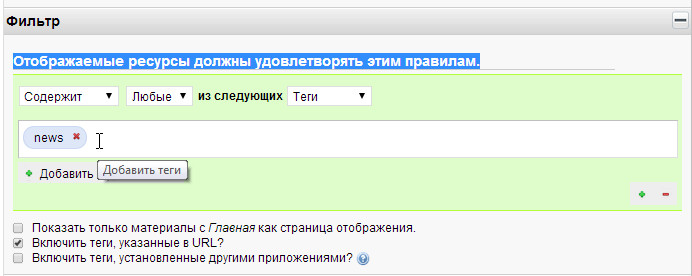 Фильтр
Отображаемые ресурсы должны удовлетворять этим правилам.
Содержит Любые из следующих Теги
news
Добавить Добавить теги
Показать только материалы с Главная как страница отображения.
Включить теги, указанные в URL?
Включить теги, установленные другими приложениями?